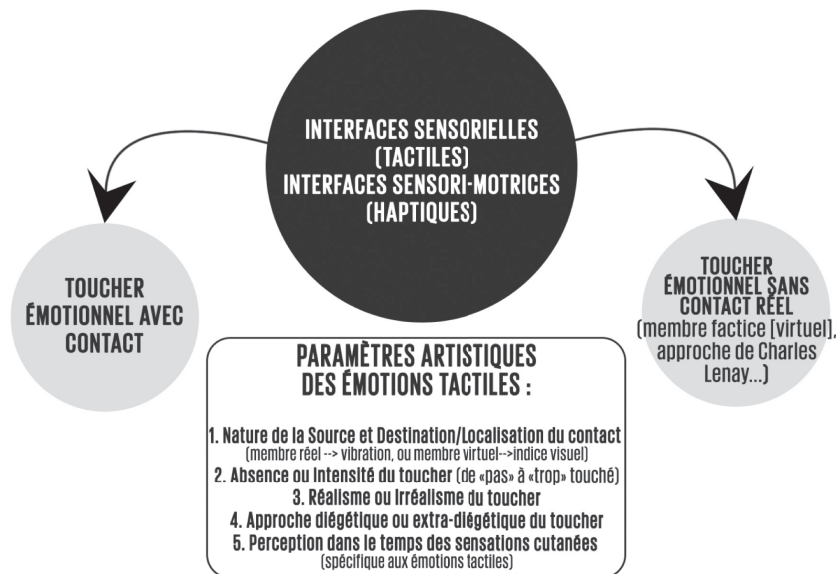 INTERFACES SENSORIELLES
(TACTILES)
INTERFACES SENSORI-MOTRICES
(HAPTIQUES)
TOUCHER
ÉMOTIONNEL AVEC
CONTACT
TOUCHER
ÉMOTIONNEL SANS
CONTACT RÉEL
(membre factice [virtuel],
approche de Charles
Lenay...)
PARAMÈTRES ARTISTIQUES
DES ÉMOTIONS TACTILES :
1. Nature de la Source et Destination/Localisation du contact
(membre réel --> vibration, ou membre virtuel-->indice visuel)
2. Absence ou Intensité du toucher (de «pas» à «trop» touché)
3. Réalisme ou Irréalisme du toucher
4. Approche diégétique ou extra-diégétique du toucher
5. Perception dans le temps des sensations cutanées
(spécifique aux émotions tactiles)